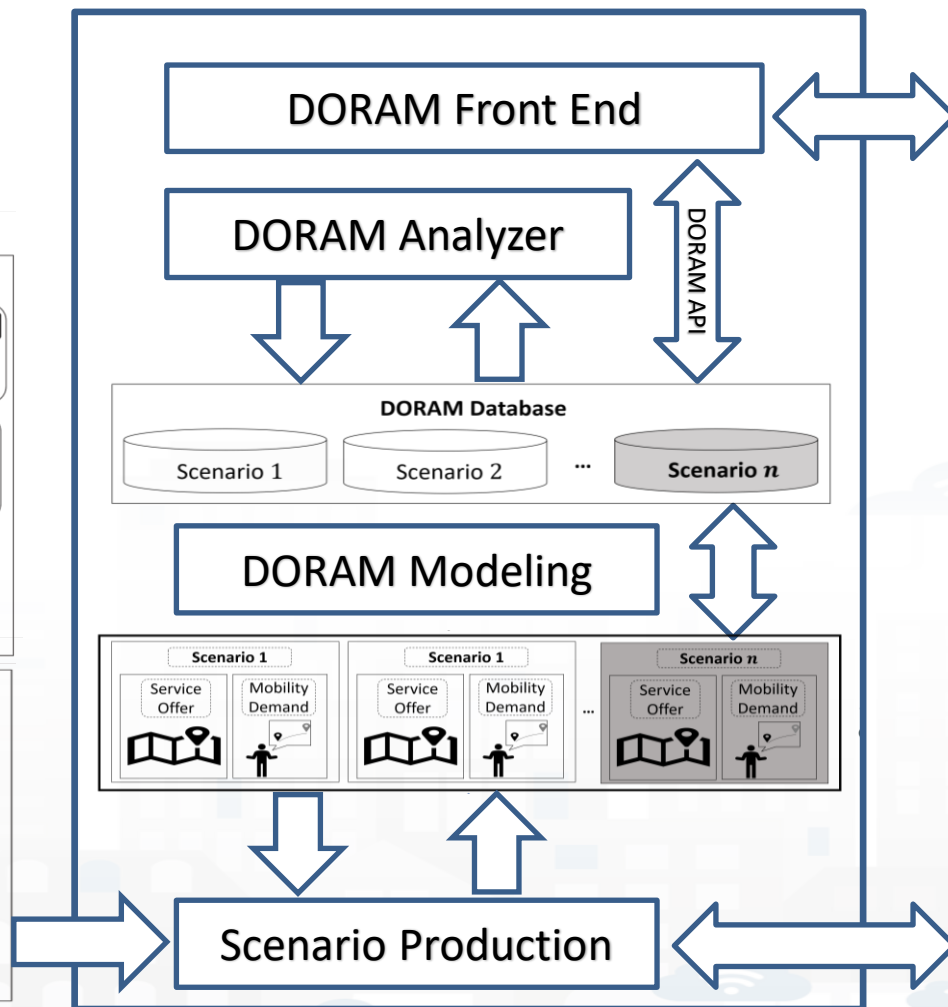 DORAM Front End
DORAM Analyzer
DORAM API
DORAM Database
Scenario 1
Scenario 2
...
Scenario n
DORAM Modeling
Scenario 1
Service
Offer
Mobility
Demand
Scenario 1
Service
Offer
Mobility
Demand
...
Scenario n
Service
Offer
Mobility
Demand
Scenario Production